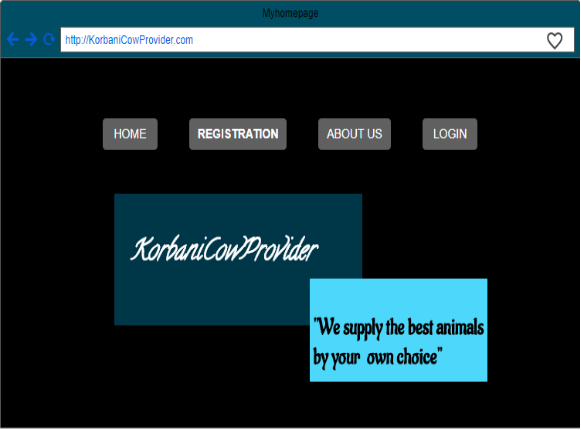 Myhomepage
http://KorbaniCowProvider.com
HOME REGISTRATION ABOUT US LOGIN
KorbaniCowProvider
"We supply the best animals
by your own choice"